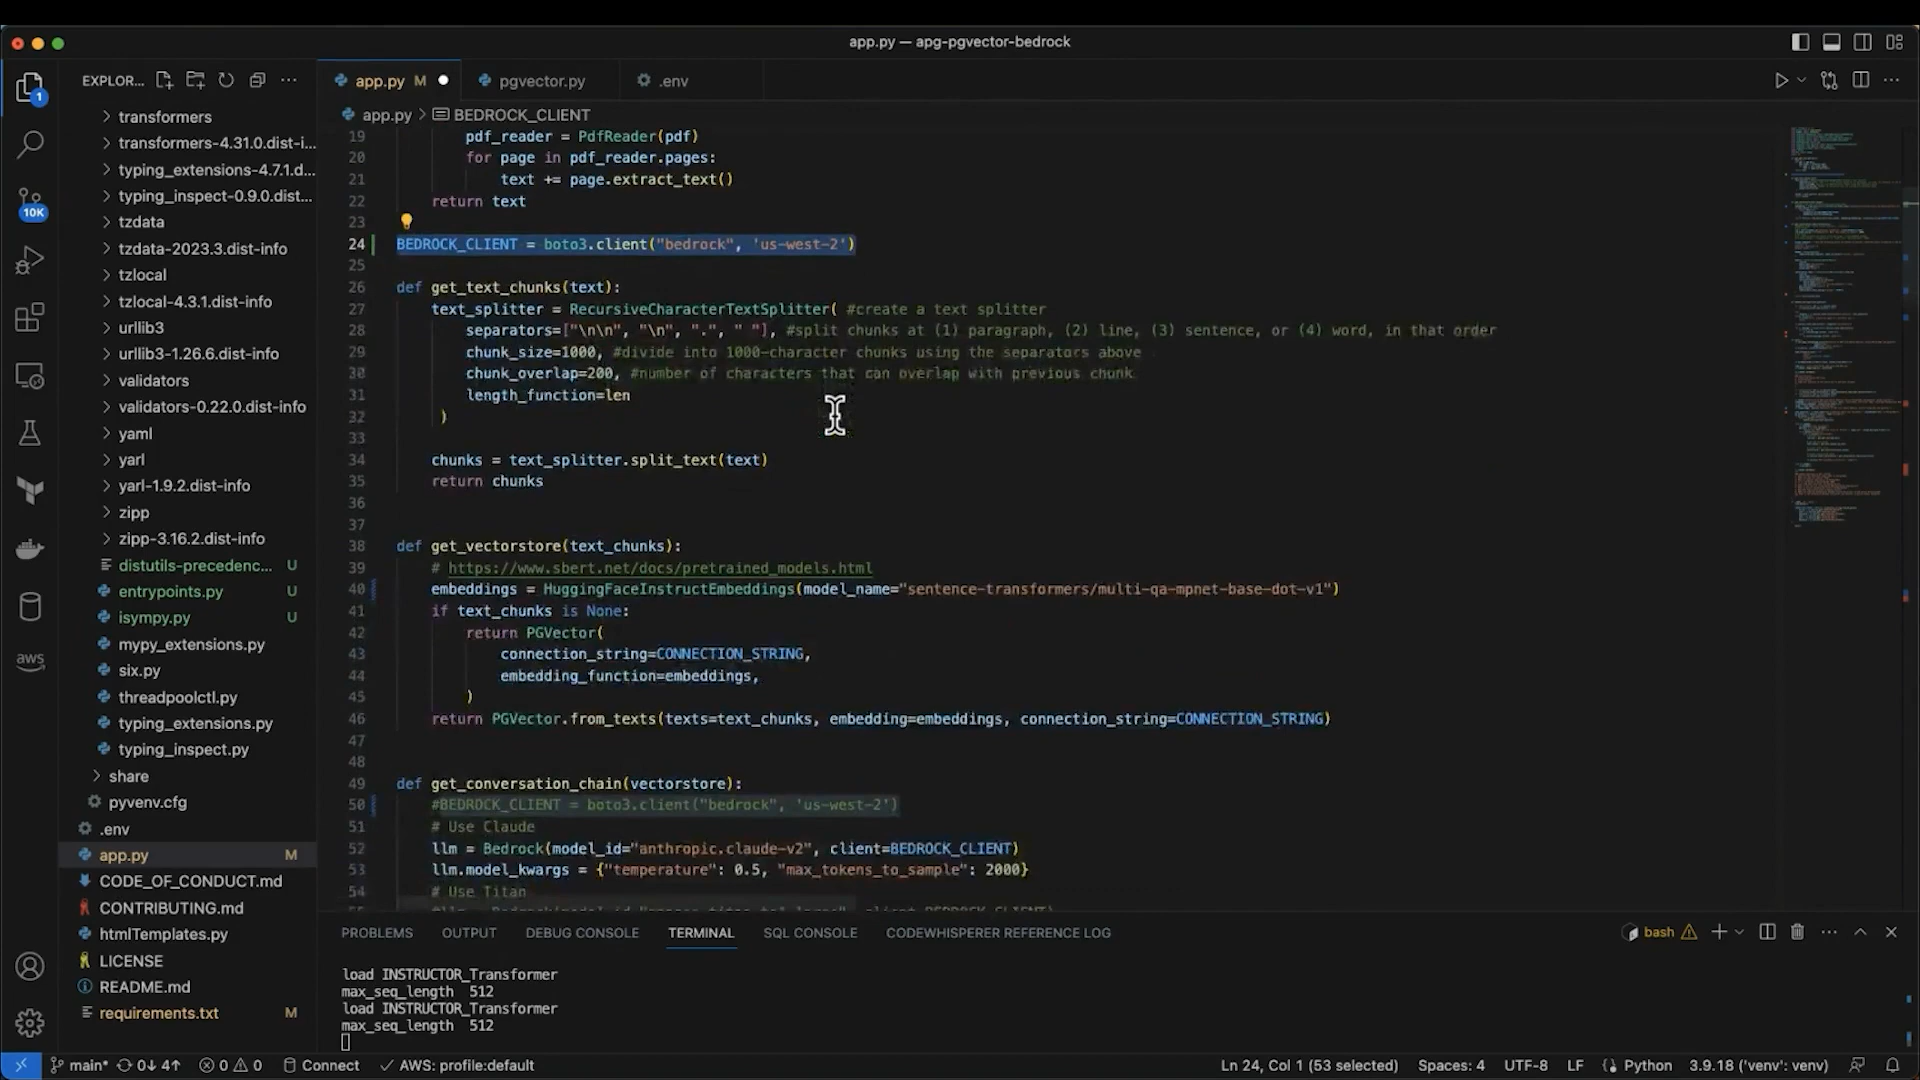 app.py — apg-pgvector-bedrock
EXPLOR...
app.py M
pgvector.py
.env
app.py > BEDROCK_CLIENT
1
10K
aws
transformers
transformers-4.31.0.dist-i...
typing_extensions-4.7.1.d...
typing_inspect-0.9.0.dist...
tzdata
tzdata-2023.3.dist-info
tzlocal
tzlocal-4.3.1.dist-info
urllib3
urllib3-1.26.6.dist-info
validators
validators-0.22.0.dist-info
yaml
yarl
yarl-1.9.2.dist-info
zipp
zipp-3.16.2.dist-info
distutils-precedenc... U
entrypoints.py U
isympy.py U
mypy_extensions.py
six.py
threadpoolctl.py
typing_extensions.py
typing_inspect.py
share
pyvenv.cfg
.env
app.py M
CODE_OF_CONDUCT.md
CONTRIBUTING.md
htmlTemplates.py
LICENSE
README.md
requirements.txt M
19 pdf_reader = PdfReader(pdf)
20 for page in pdf_reader.pages:
21 text += page.extract_text()
22 return text
23
24 BEDROCK_CLIENT = boto3.client("bedrock", 'us-west-2')
25
26 def get_text_chunks(text):
27 text_splitter = RecursiveCharacterTextSplitter( #create a text splitter
28 separators=["\n\n", "\n", ".", " "], #split chunks at (1) paragraph, (2) line, (3) sentence, or (4) word, in that order
29 chunk_size=1000, #divide into 1000-character chunks using the separators above
30 chunk_overlap=200, #number of characters that can overlap with previous chunk
31 length_function=len
32 )
33
34 chunks = text_splitter.split_text(text)
35 return chunks
36
37
38 def get_vectorstore(text_chunks):
39 # https://www.sbert.net/docs/pretrained_models.html
40 embeddings = HuggingFaceInstructEmbeddings(model_name="sentence-transformers/multi-qa-mpnet-base-dot-v1")
41 if text_chunks is None:
42 return PGVector(
43 connection_string=CONNECTION_STRING,
44 embedding_function=embeddings,
45 )
46 return PGVector.from_texts(texts=text_chunks, embedding=embeddings, connection_string=CONNECTION_STRING)
47
48
49 def get_conversation_chain(vectorstore):
50 #BEDROCK_CLIENT = boto3.client("bedrock", 'us-west-2')
51 # Use Claude
52 llm = Bedrock(model_id="anthropic.claude-v2", client=BEDROCK_CLIENT)
53 llm.model_kwargs = {"temperature": 0.5, "max_tokens_to_sample": 2000}
54 # Use Titan
PROBLEMS OUTPUT DEBUG CONSOLE TERMINAL SQL CONSOLE CODEWHISPERER REFERENCE LOG
bash
load INSTRUCTOR_Transformer
max_seq_length 512
load INSTRUCTOR_Transformer
max_seq_length 512
main* 0↓ 4↑ 0 0 Connect AWS: profile:default
Ln 24, Col 1 (53 selected) Spaces: 4 UTF-8 LF Python 3.9.18 ('venv': venv)